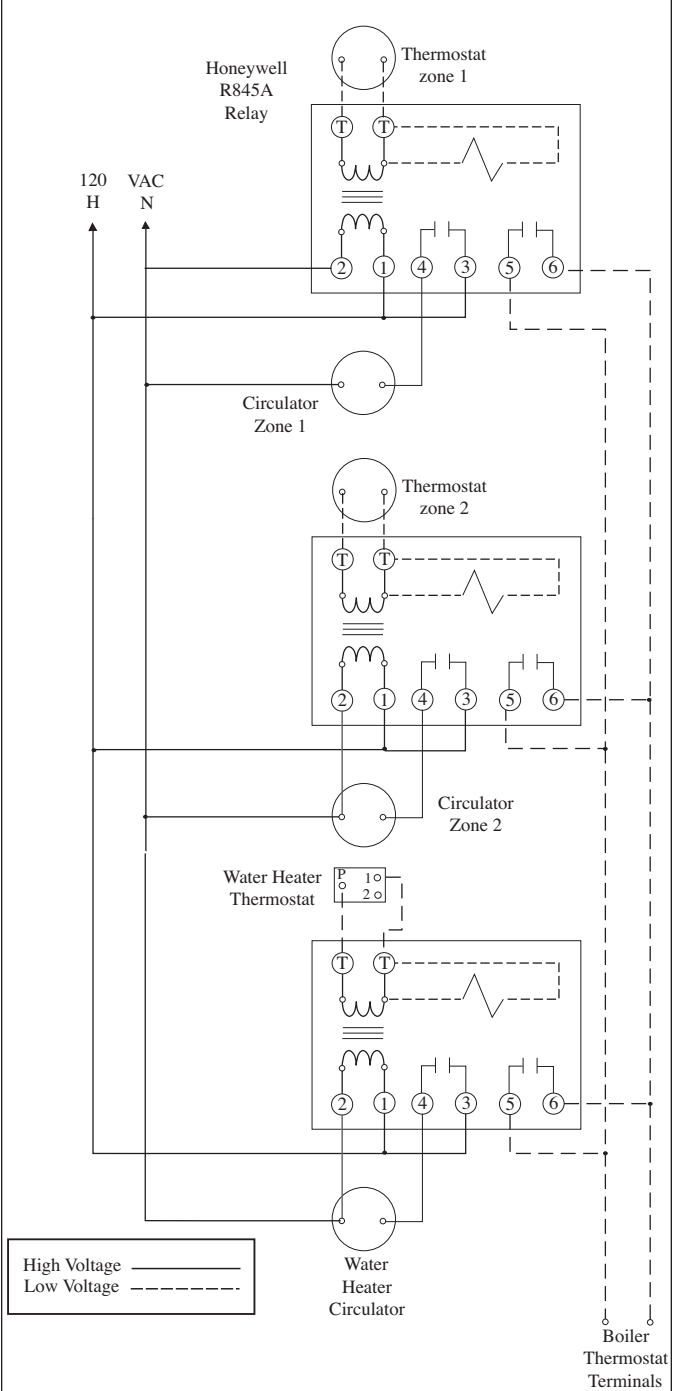 Thermostat
zone 1
Honeywell
R845A
Relay
T T
120 VAC
H N
2 1 4 3 5 6
Circulator
Zone 1
Thermostat
zone 2
T T
2 1 4 3 5 6
Circulator
Zone 2
Water Heater
Thermostat
P 1
2
T T
2 1 4 3 5 6
Water
Heater
Circulator
High Voltage
Low Voltage
Boiler
Thermostat
Terminals